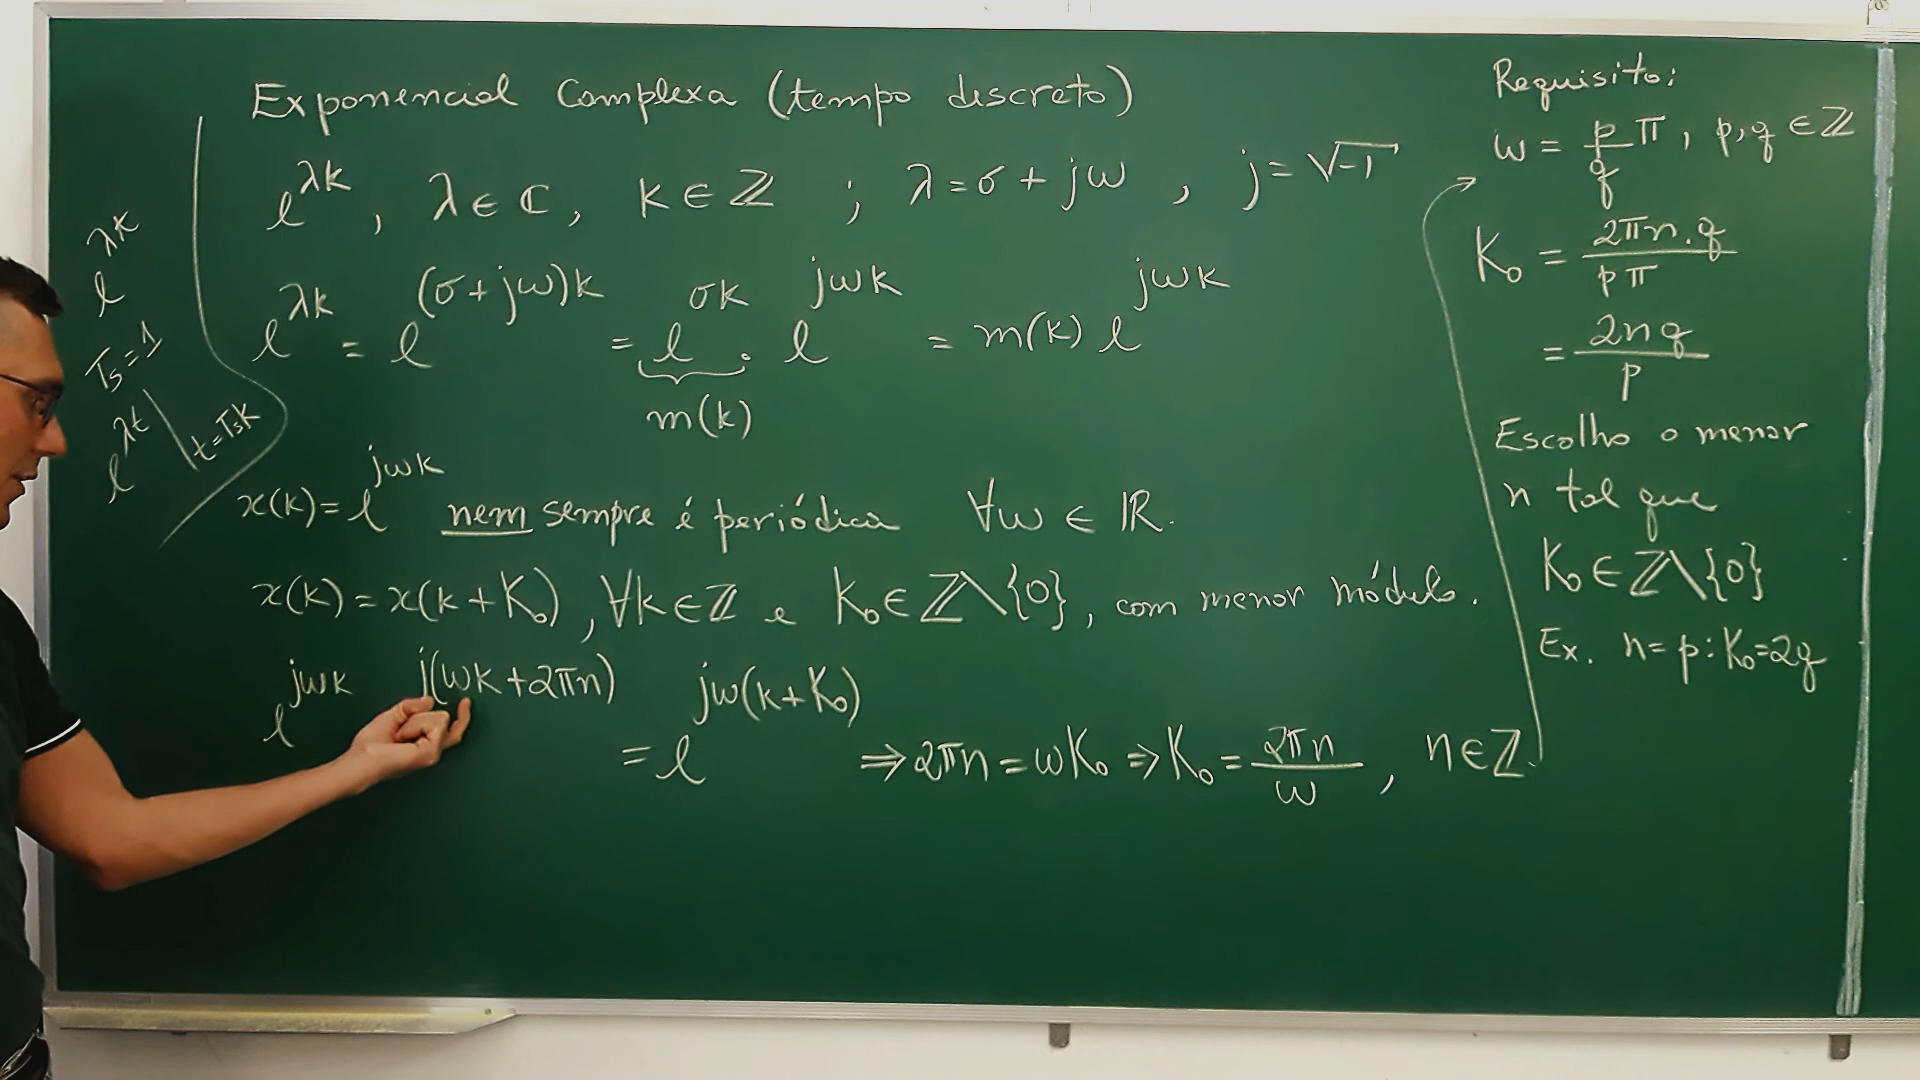 Exponencial Complexa (tempo discreto)
e^{λk}, λ ∈ ℂ, k ∈ ℤ ; λ = σ + jω , j = √-1
e^{λk} = e^{(σ+jω)k} = e^{σk} . e^{jωk} = m(k) e^{jωk}
m(k)
x(k) = e^{jωk} nem sempre é periódica ∀ω ∈ ℝ.
x(k) = x(k + K₀), ∀k ∈ ℤ e K₀ ∈ ℤ\{0}, com menor módulo.
e^{jωk} j(ωk+2πn) = e^{jω(k+K₀)} ⇒ 2πn = ωK₀ ⇒ K₀ = 2πn/ω , n ∈ ℤ.
e^{λk}
Ts = 1
e^{λt} | t=Tsk
Requisito:
ω = p/q π, p,q ∈ ℤ
K₀ = 2πn.q / pπ
= 2nq / p
Escolho o menor
n tal que
K₀ ∈ ℤ\{0}
Ex. n = p : K₀ = 2q